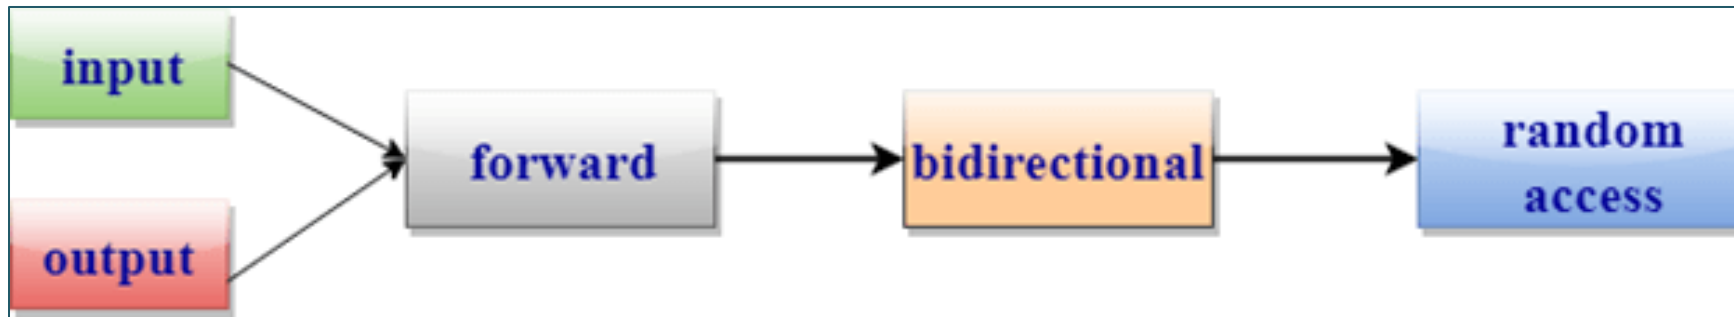 input
output
forward
bidirectional
random
access